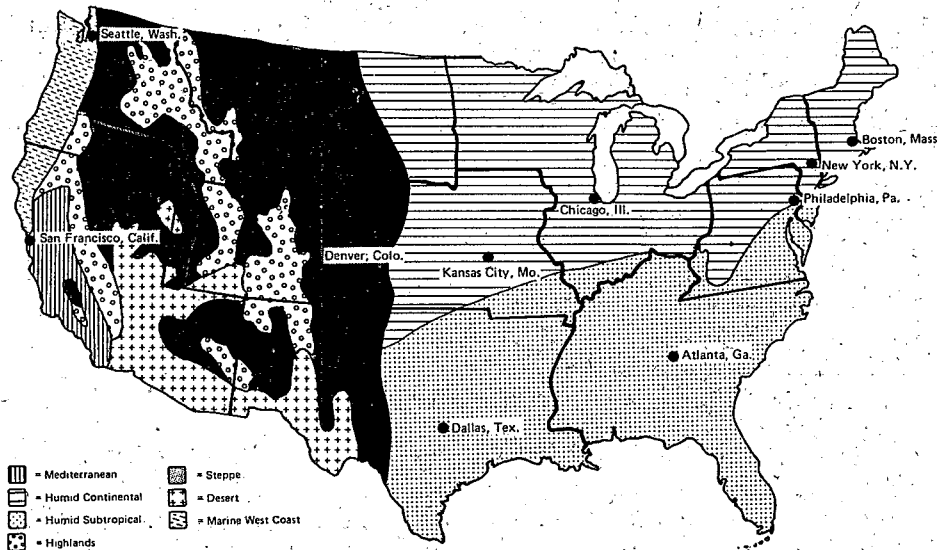 Seattle, Wash.
Boston, Mass
New York, N.Y.
Philadelphia, Pa.
Chicago, Ill.
San Francisco, Calif.
Denver, Colo.
Kansas City, Mo.
Atlanta, Ga.
Dallas, Tex.
= Mediterranean
= Steppe
= Humid Continental
= Desert
= Humid Subtropical
= Marine West Coast
= Highlands